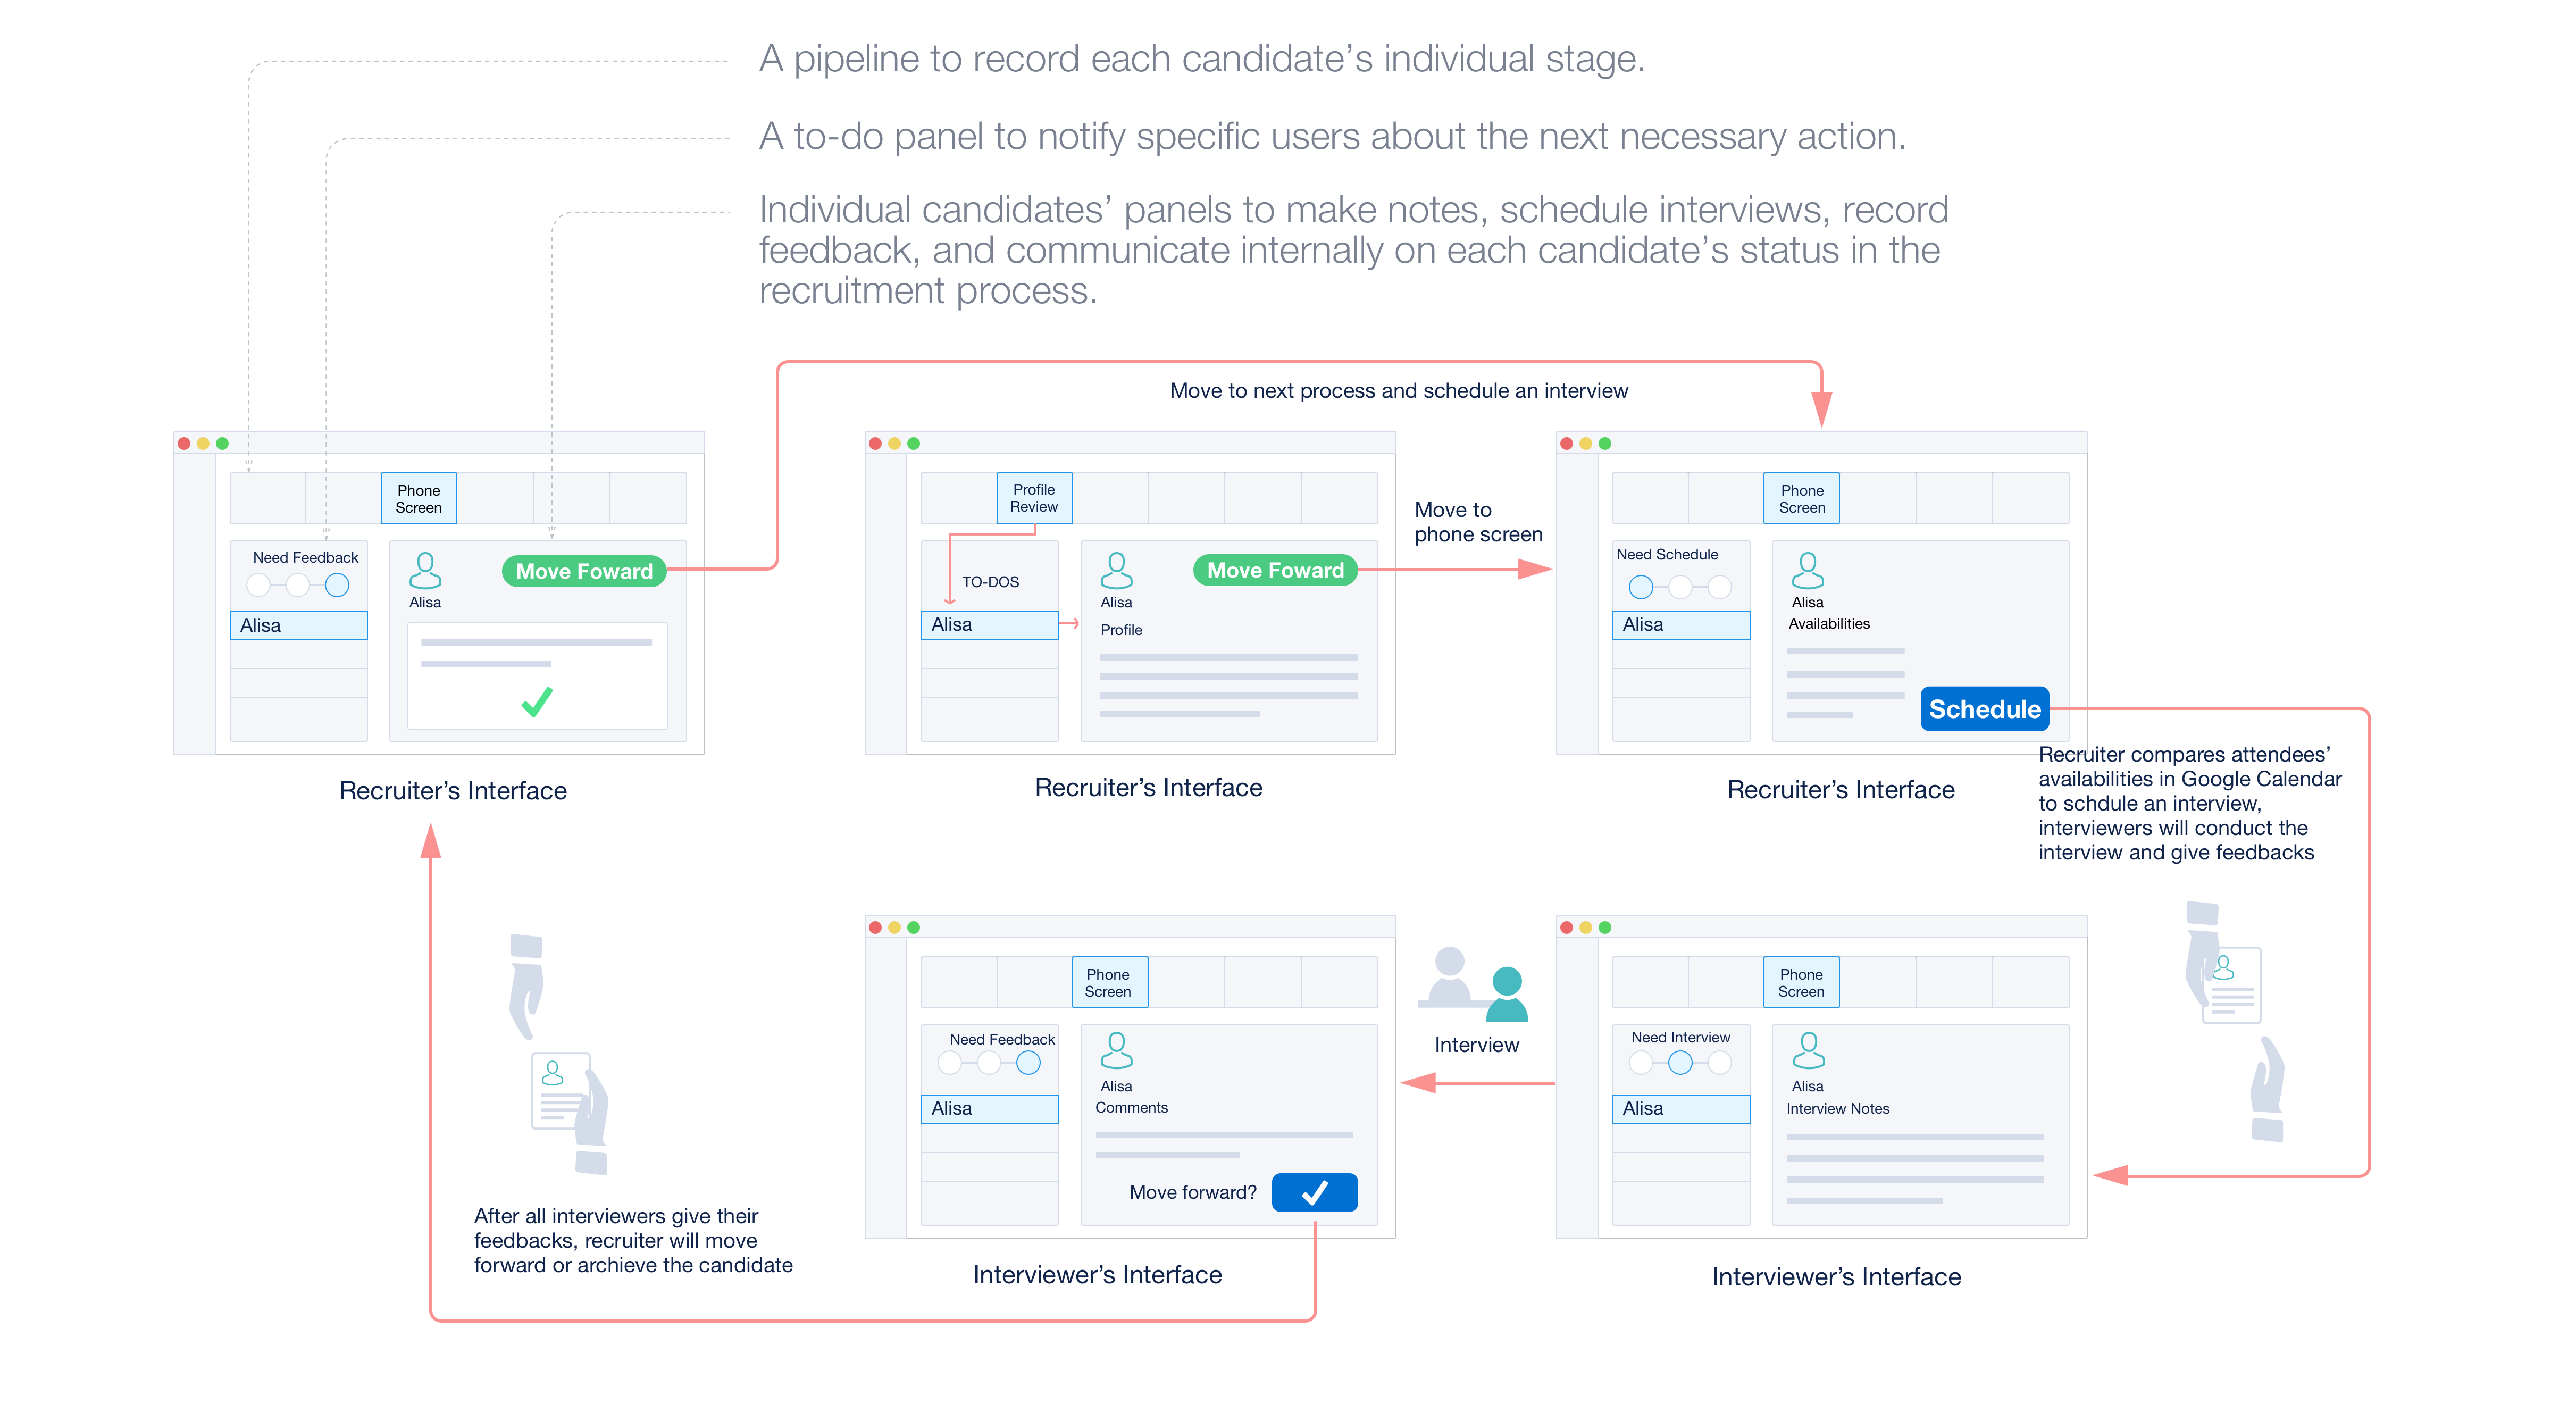 A pipeline to record each candidate’s individual stage.
A to-do panel to notify specific users about the next necessary action.
Individual candidates’ panels to make notes, schedule interviews, record
feedback, and communicate internally on each candidate’s status in the
recruitment process.
Move to next process and schedule an interview
Phone
Screen
Need Feedback
Alisa
Alisa
Move Foward
Recruiter’s Interface
Profile
Review
TO-DOS
Alisa
Alisa
Profile
Move Foward
Recruiter’s Interface
Move to
phone screen
Phone
Screen
Need Schedule
Alisa
Alisa
Availabilities
Schedule
Recruiter’s Interface
Recruiter compares attendees’
availabilities in Google Calendar
to schdule an interview,
interviewers will conduct the
interview and give feedbacks
Phone
Screen
Need Interview
Alisa
Alisa
Interview Notes
Interviewer’s Interface
Interview
Phone
Screen
Need Feedback
Alisa
Alisa
Comments
Move forward?
Interviewer’s Interface
After all interviewers give their
feedbacks, recruiter will move
forward or archieve the candidate